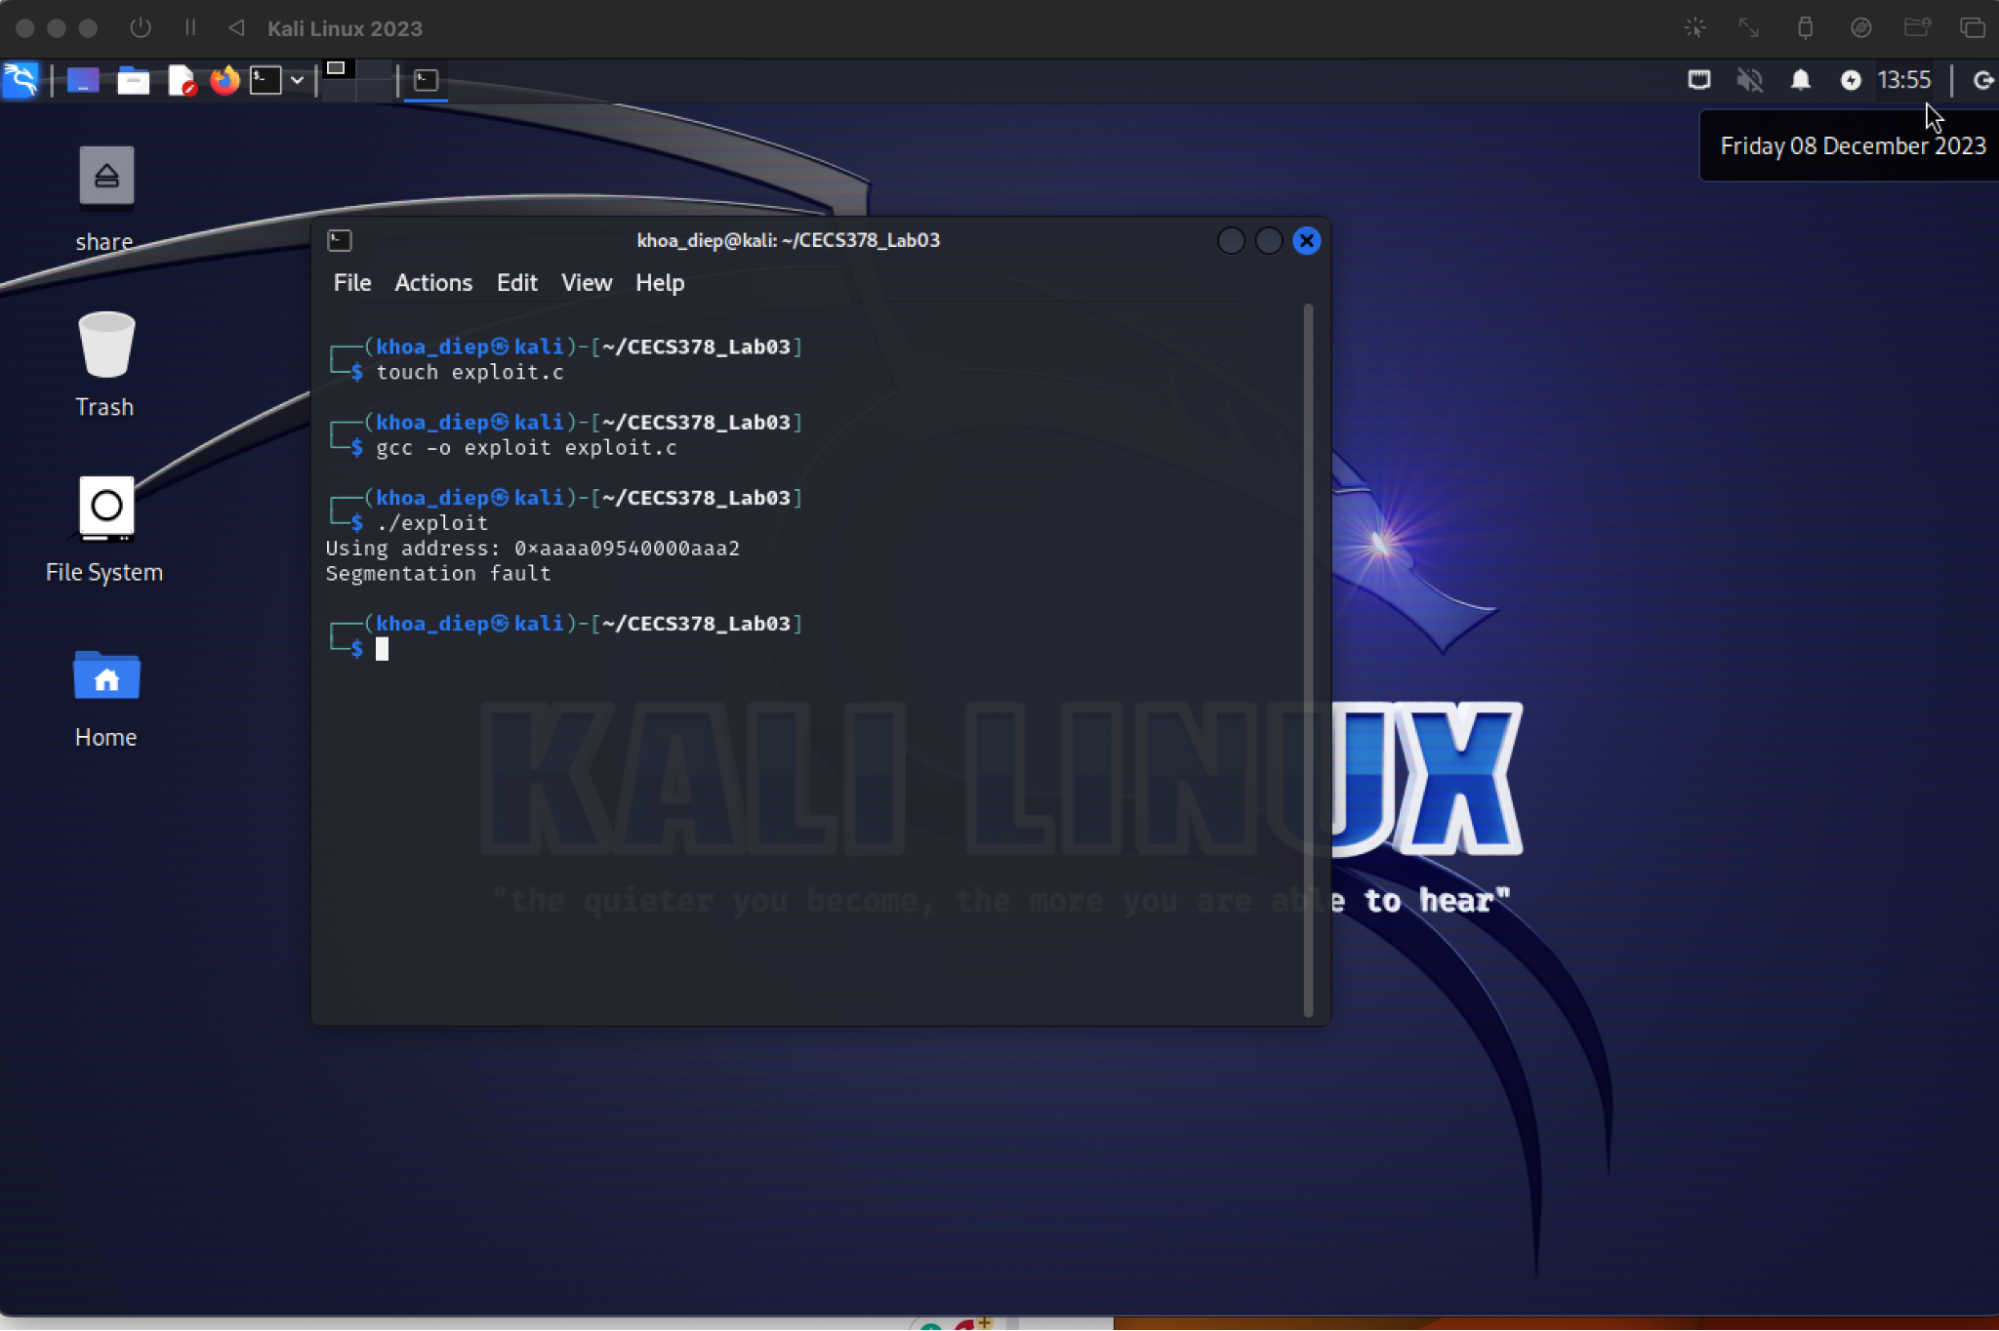 Kali Linux 2023
13:55
Friday 08 December 2023
share
Trash
File System
Home
khoa_diep@kali: ~/CECS378_Lab03
File Actions Edit View Help
┌──(khoa_diep㉿kali)-[~/CECS378_Lab03]
└─$ touch exploit.c
┌──(khoa_diep㉿kali)-[~/CECS378_Lab03]
└─$ gcc -o exploit exploit.c
┌──(khoa_diep㉿kali)-[~/CECS378_Lab03]
└─$ ./exploit
Using address: 0×aaaa09540000aaa2
Segmentation fault
┌──(khoa_diep㉿kali)-[~/CECS378_Lab03]
└─$
KALI LINUX
"the quieter you become, the more you are able to hear"